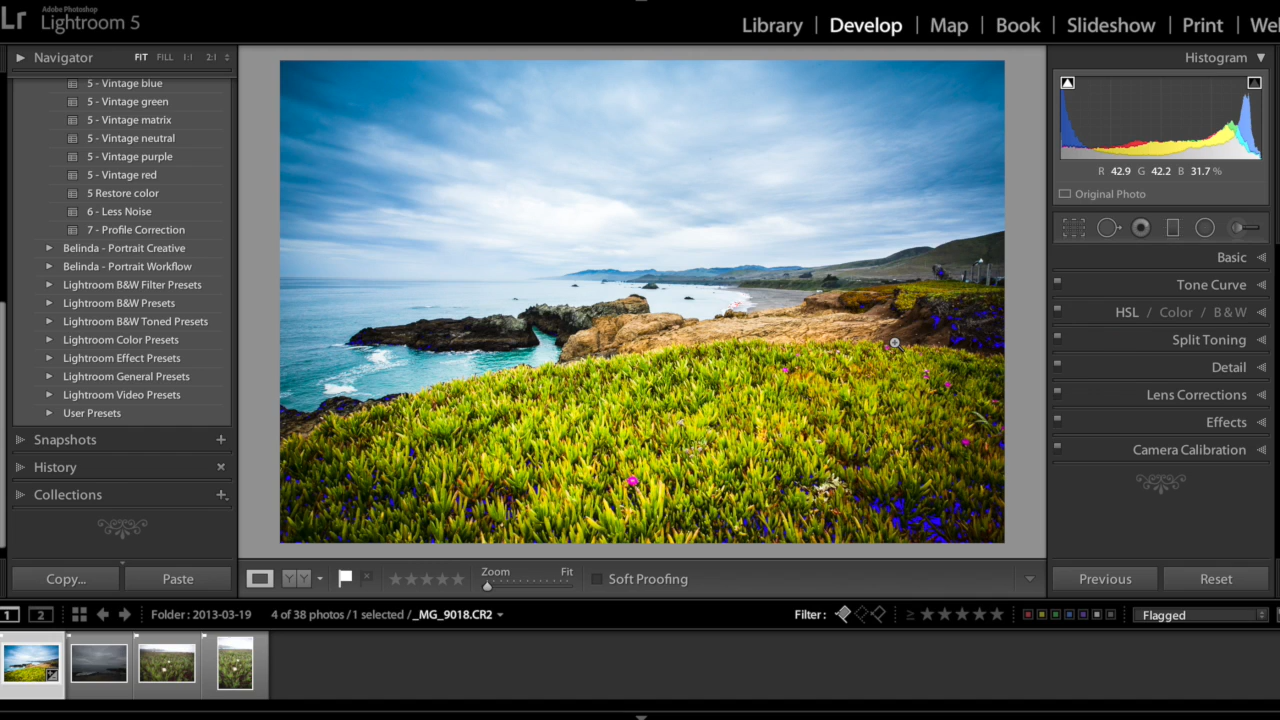 Lr
Adobe Photoshop
Lightroom 5
Library | Develop | Map | Book | Slideshow | Print | We
Navigator FIT FILL 1:1 2:1
5 - Vintage blue
5 - Vintage green
5 - Vintage matrix
5 - Vintage neutral
5 - Vintage purple
5 - Vintage red
5 Restore color
6 - Less Noise
7 - Profile Correction
Belinda - Portrait Creative
Belinda - Portrait Workflow
Lightroom B&W Filter Presets
Lightroom B&W Presets
Lightroom B&W Toned Presets
Lightroom Color Presets
Lightroom Effect Presets
Lightroom General Presets
Lightroom Video Presets
User Presets
Snapshots +
History ×
Collections +
Copy... Paste
Histogram
R 42.9 G 42.2 B 31.7 %
Original Photo
Basic
Tone Curve
HSL / Color / B & W
Split Toning
Detail
Lens Corrections
Effects
Camera Calibration
Previous Reset
Y Y Zoom Fit Soft Proofing
1 2 Folder : 2013-03-19 4 of 38 photos / 1 selected / _MG_9018.CR2 Filter : ≥ Flagged